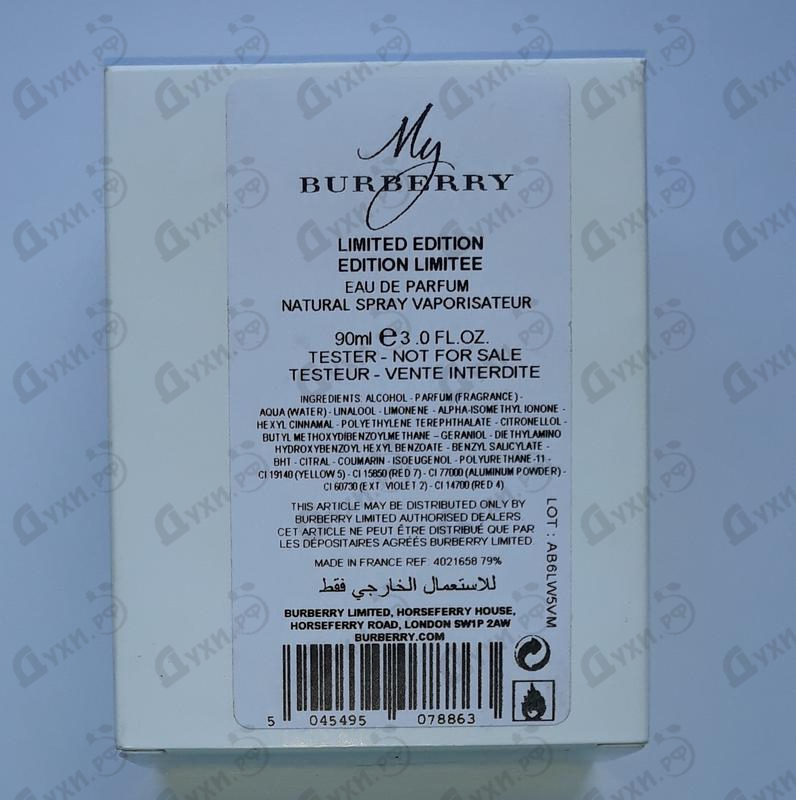 My
BURBERRY
LIMITED EDITION
EDITION LIMITEE
EAU DE PARFUM
NATURAL SPRAY VAPORISATEUR
90ml e 3.0 FL.OZ.
TESTER - NOT FOR SALE
TESTEUR - VENTE INTERDITE
INGREDIENTS. ALCOHOL - PARFUM (FRAGRANCE) -
AQUA (WATER) - LINALOOL - LIMONENE - ALPHA-ISOMETHYL IONONE -
HEXYL CINNAMAL - POLYETHYLENE TEREPHTHALATE - CITRONELLOL -
BUTYL METHOXYDIBENZOYLMETHANE – GERANIOL - DIETHYLAMINO
HYDROXYBENZOYL HEXYL BENZOATE - BENZYL SALICYLATE -
BHT - CITRAL - COUMARIN - ISOEUGENOL - POLYURETHANE -11 -
CI 19140 (YELLOW 5) - CI 15850 (RED 7) - CI 77000 (ALUMINUM POWDER) -
CI 60730 (EXT. VIOLET 2) - CI 14700 (RED 4)
THIS ARTICLE MAY BE DISTRIBUTED ONLY BY
BURBERRY LIMITED AUTHORISED DEALERS
CET ARTICLE NE PEUT ÊTRE DISTRIBUÉ QUE PAR
LES DÉPOSITAIRES AGRÉÉS BURBERRY LIMITED
LOT : AB6LW5VM
MADE IN FRANCE REF 4021658 79%
للاستعمال الخارجي فقط
BURBERRY LIMITED, HORSEFERRY HOUSE,
HORSEFERRY ROAD, LONDON SW1P 2AW
BURBERRY.COM
5 045495 078863
Духи.рф